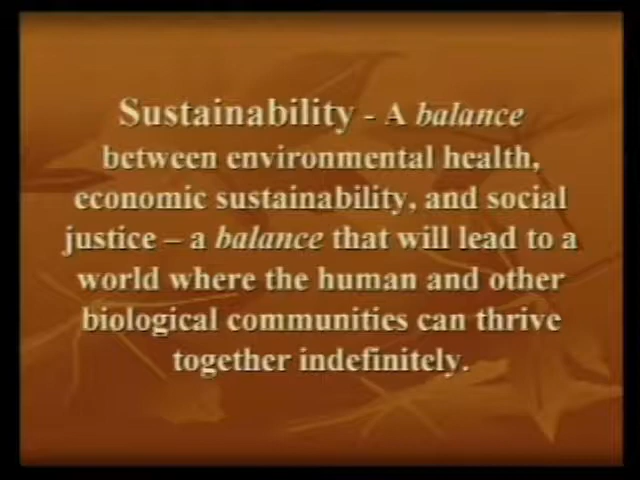 Sustainability - A balance
between environmental health,
economic sustainability, and social
justice – a balance that will lead to a
world where the human and other
biological communities can thrive
together indefinitely.